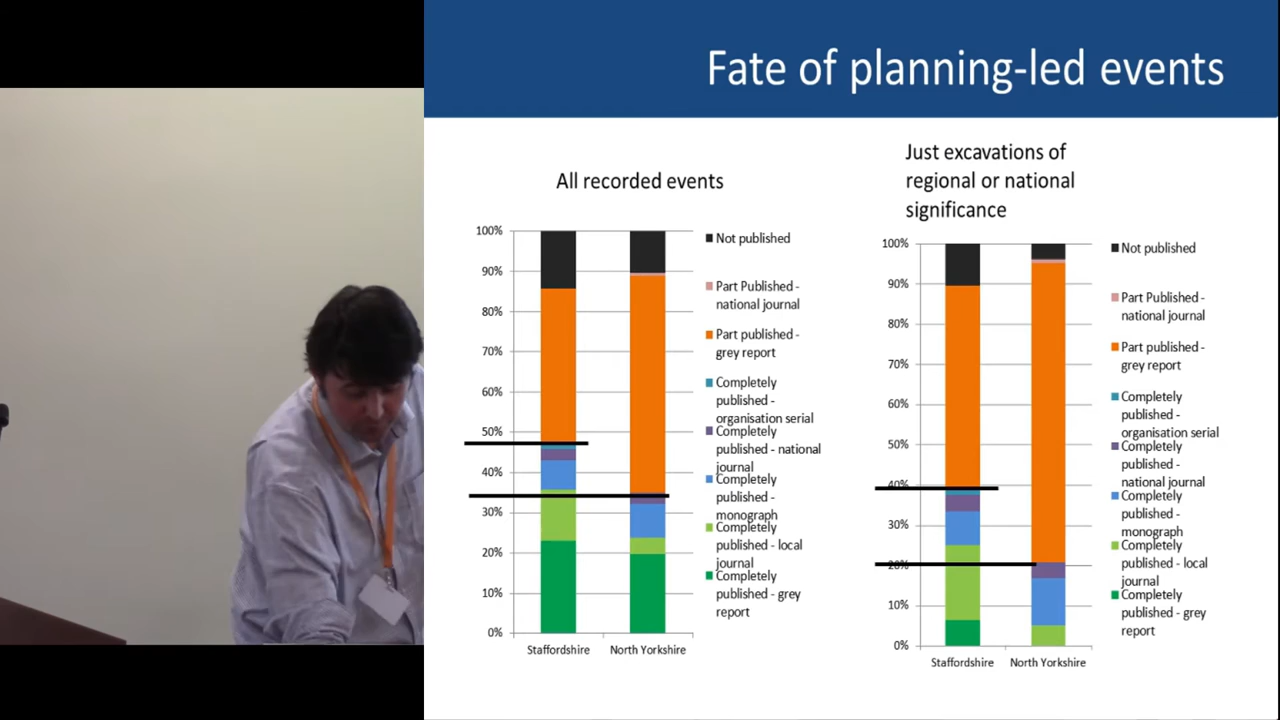 Fate of planning-led events
All recorded events
100%
90%
80%
70%
60%
50%
40%
30%
20%
10%
0%
Staffordshire
North Yorkshire
Not published
Part Published -
national journal
Part published -
grey report
Completely
published -
organisation serial
Completely
published - national
journal
Completely
published -
monograph
Completely
published - local
journal
Completely
published - grey
report
Just excavations of
regional or national
significance
100%
90%
80%
70%
60%
50%
40%
30%
20%
10%
0%
Staffordshire
North Yorkshire
Not published
Part Published -
national journal
Part published -
grey report
Completely
published -
organisation serial
Completely
published -
national journal
Completely
published -
monograph
Completely
published - local
journal
Completely
published - grey
report